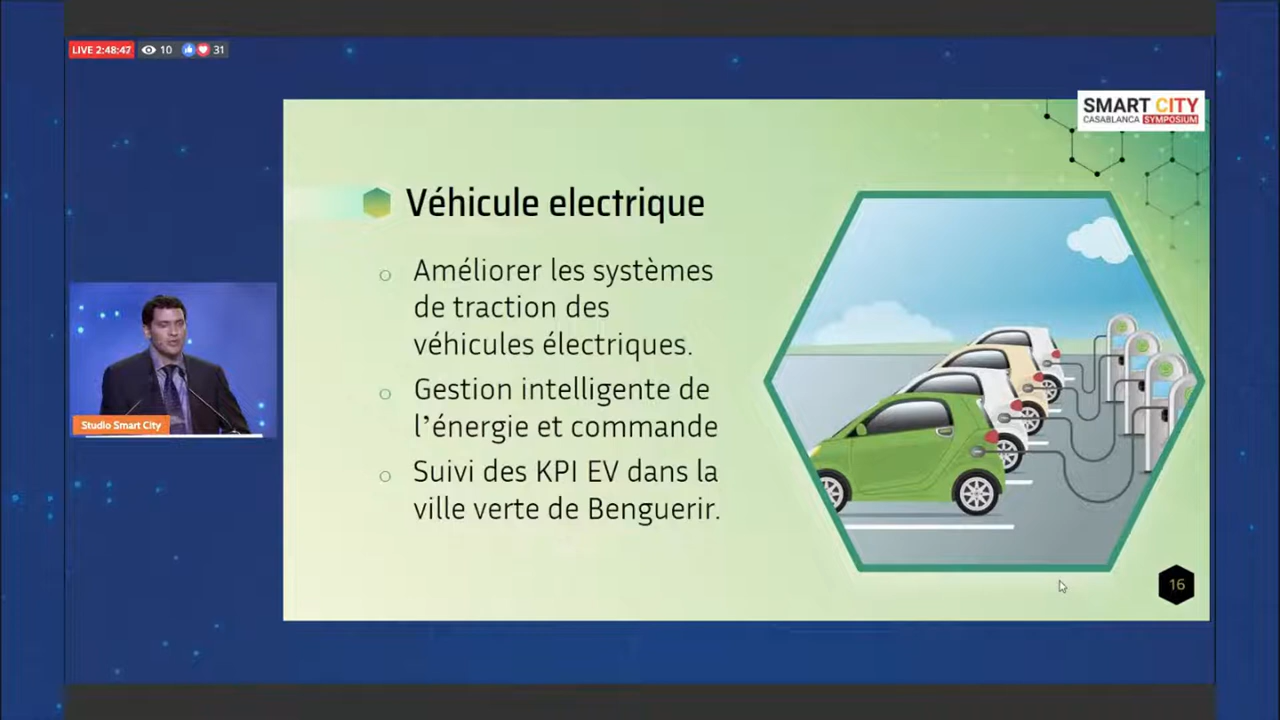 LIVE 2:48:47 10 31
SMART CITY
CASABLANCA SYMPOSIUM
Véhicule electrique
Améliorer les systèmes
de traction des
véhicules électriques.
Gestion intelligente de
l’énergie et commande
Suivi des KPI EV dans la
ville verte de Benguerir.
Studio Smart City
16